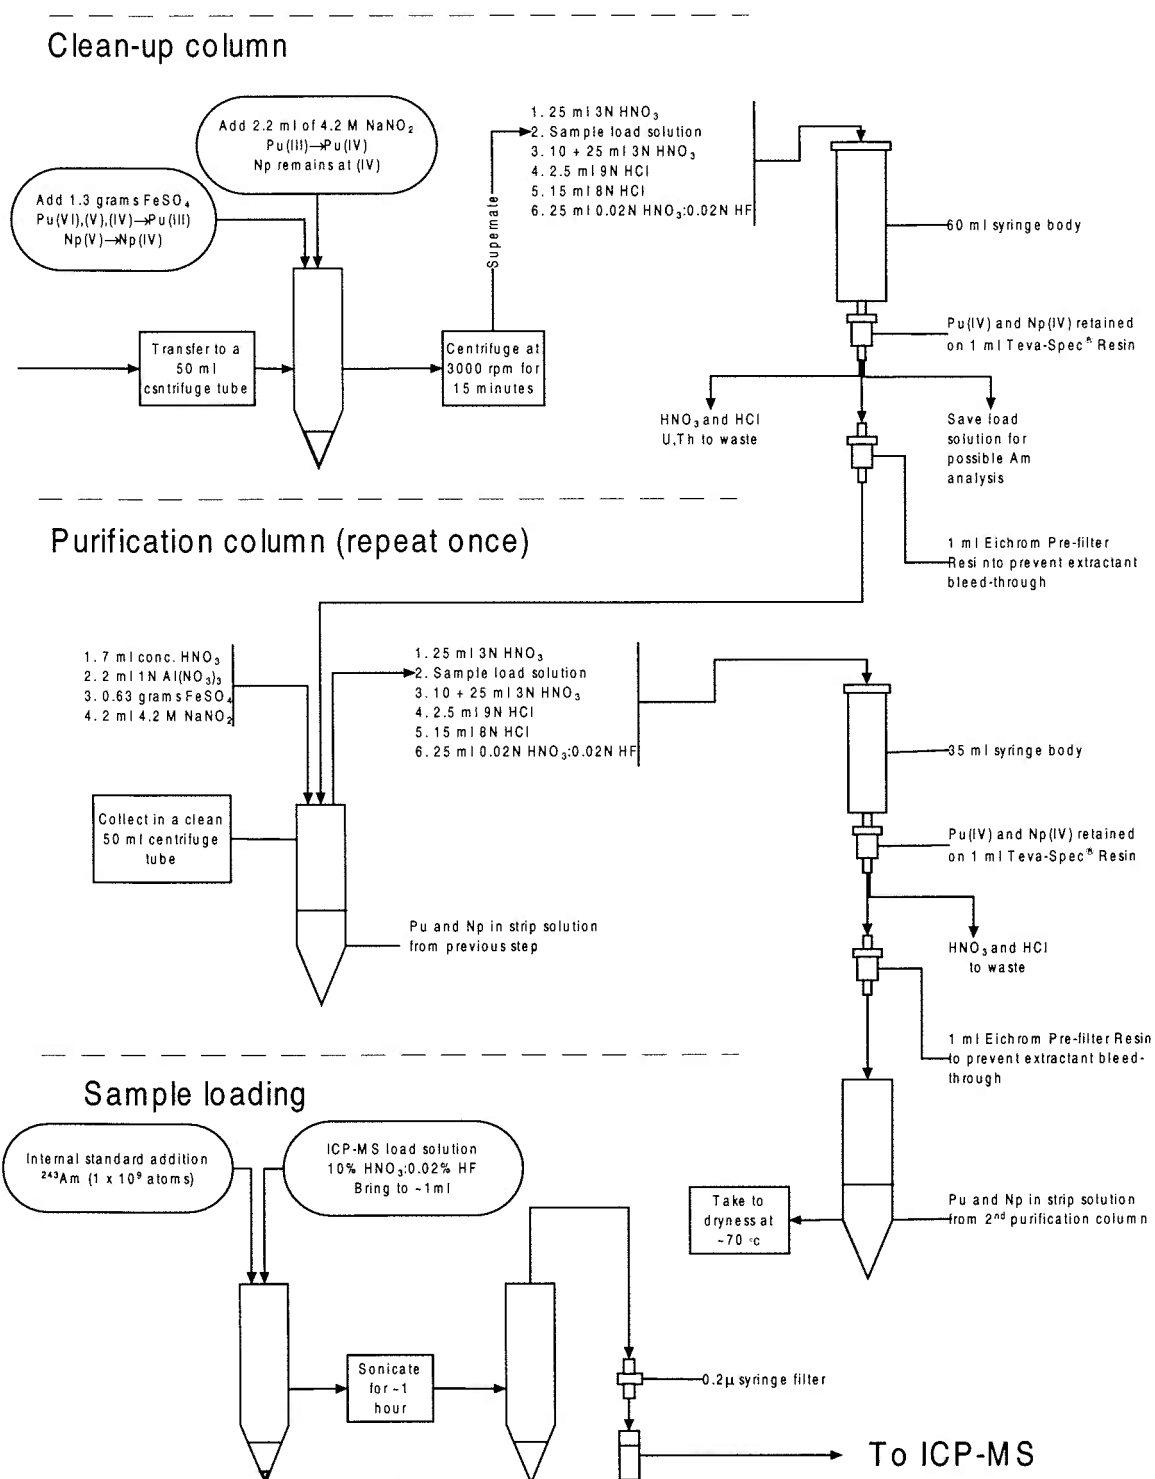 Clean-up column
Add 2.2 ml of 4.2 M NaNO₂
Pu(III)→Pu(IV)
Np remains at (IV)
Add 1.3 grams FeSO₄
Pu(VI),(V),(IV)→Pu(III)
Np(V)→Np(IV)
Transfer to a
50 ml
csntrifuge tube
Centrifuge at
3000 rpm for
15 minutes
Supernate
1. 25 ml 3N HNO₃
2. Sample load solution
3. 10 + 25 ml 3N HNO₃
4. 2.5 ml 9N HCl
5. 15 ml 8N HCl
6. 25 ml 0.02N HNO₃:0.02N HF
60 ml syringe body
Pu(IV) and Np(IV) retained
on 1 ml Teva-Spec® Resin
HNO₃ and HCl
U,Th to waste
Save load
solution for
possible Am
analysis
1 ml Eichrom Pre-filter
Resin to prevent extractant
bleed-through
Purification column (repeat once)
1. 7 ml conc. HNO₃
2. 2 ml 1N Al(NO₃)₃
3. 0.63 grams FeSO₄
4. 2 ml 4.2 M NaNO₂
1. 25 ml 3N HNO₃
2. Sample load solution
3. 10 + 25 ml 3N HNO₃
4. 2.5 ml 9N HCl
5. 15 ml 8N HCl
6. 25 ml 0.02N HNO₃:0.02N HF
35 ml syringe body
Collect in a clean
50 ml centrifuge
tube
Pu(IV) and Np(IV) retained
on 1 ml Teva-Spec® Resin
Pu and Np in strip solution
from previous step
HNO₃ and HCl
to waste
1 ml Eichrom Pre-filter Resin
to prevent extractant bleed-
through
Sample loading
Internal standard addition
²⁴³Am (1 x 10⁹ atoms)
ICP-MS load solution
10% HNO₃:0.02% HF
Bring to ~1ml
Take to
dryness at
~70 °c
Pu and Np in strip solution
from 2ⁿᵈ purification column
Sonicate
for ~1
hour
0.2µ syringe filter
To ICP-MS